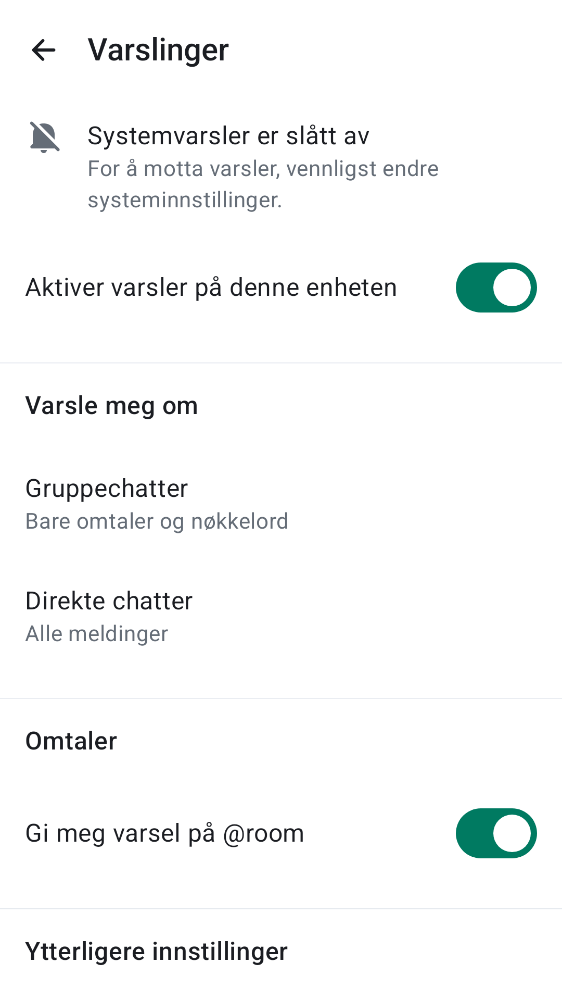 Varslinger
Systemvarsler er slått av
For å motta varsler, vennligst endre
systeminnstillinger.
Aktiver varsler på denne enheten
Varsle meg om
Gruppechatter
Bare omtaler og nøkkelord
Direkte chatter
Alle meldinger
Omtaler
Gi meg varsel på @room
Ytterligere innstillinger